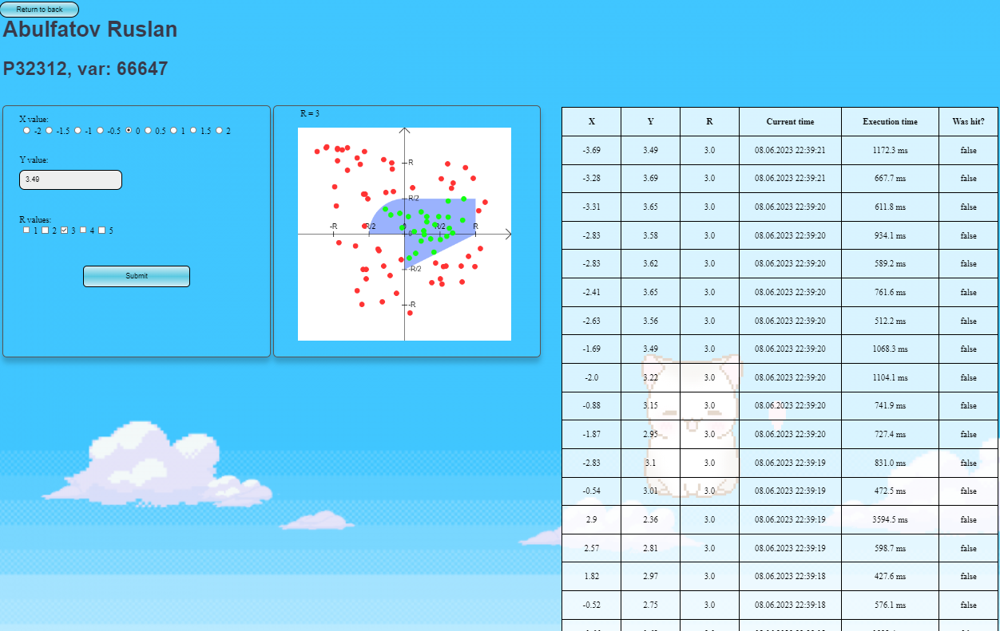 Return to back
Abulfatov Ruslan
P32312, var: 66647
X value:
-2 -1.5 -1 -0.5 0 0.5 1 1.5 2
Y value:
3.49
R values:
1 2 3 4 5
Submit
R = 3
R
R/2
-R R/2 0 R/2 R
0
-R/2
-R
X Y R Current time Execution time Was hit?
-3.69 3.49 3.0 08.06.2023 22:39:21 1172.3 ms false
-3.28 3.69 3.0 08.06.2023 22:39:21 667.7 ms false
-3.31 3.65 3.0 08.06.2023 22:39:20 611.8 ms false
-2.83 3.58 3.0 08.06.2023 22:39:20 934.1 ms false
-2.83 3.62 3.0 08.06.2023 22:39:20 589.2 ms false
-2.41 3.65 3.0 08.06.2023 22:39:20 761.6 ms false
-2.63 3.56 3.0 08.06.2023 22:39:20 512.2 ms false
-1.69 3.49 3.0 08.06.2023 22:39:20 1068.3 ms false
-2.0 3.22 3.0 08.06.2023 22:39:20 1104.1 ms false
-0.88 3.15 3.0 08.06.2023 22:39:20 741.9 ms false
-1.87 2.95 3.0 08.06.2023 22:39:20 727.4 ms false
-2.83 3.1 3.0 08.06.2023 22:39:19 831.0 ms false
-0.54 3.01 3.0 08.06.2023 22:39:19 472.5 ms false
2.9 2.36 3.0 08.06.2023 22:39:19 3594.5 ms false
2.57 2.81 3.0 08.06.2023 22:39:19 598.7 ms false
1.82 2.97 3.0 08.06.2023 22:39:18 427.6 ms false
-0.52 2.75 3.0 08.06.2023 22:39:18 576.1 ms false